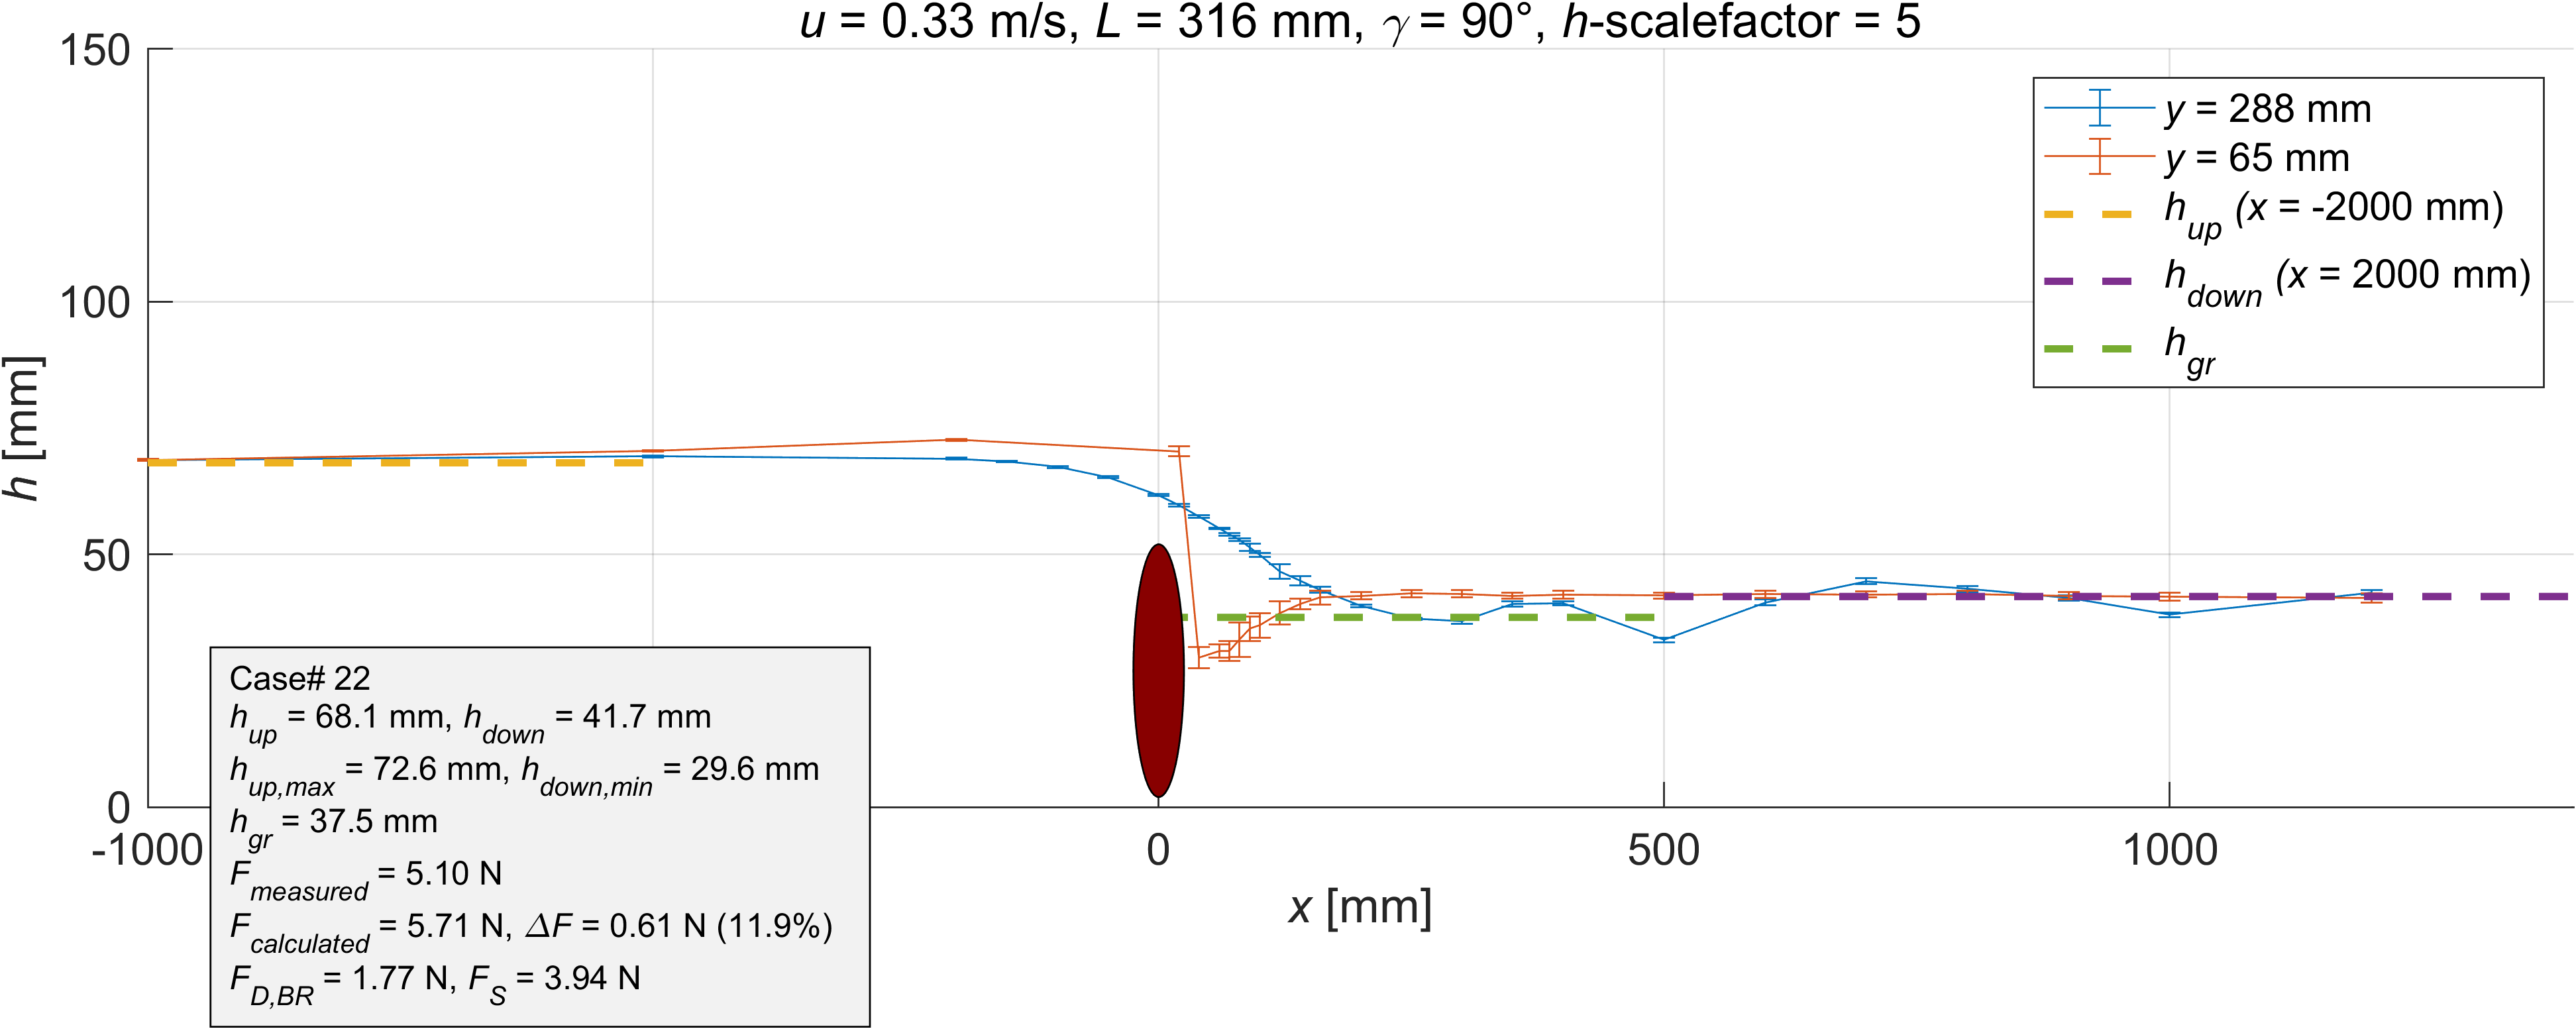 u = 0.33 m/s, L = 316 mm, γ = 90°, h-scalefactor = 5
150
100
50
0
h [mm]
-1000
0
500
1000
x [mm]
y = 288 mm
y = 65 mm
h_up (x = -2000 mm)
h_down (x = 2000 mm)
h_gr
Case# 22
h_up = 68.1 mm, h_down = 41.7 mm
h_up,max = 72.6 mm, h_down,min = 29.6 mm
h_gr = 37.5 mm
F_measured = 5.10 N
F_calculated = 5.71 N, ΔF = 0.61 N (11.9%)
F_D,BR = 1.77 N, F_S = 3.94 N